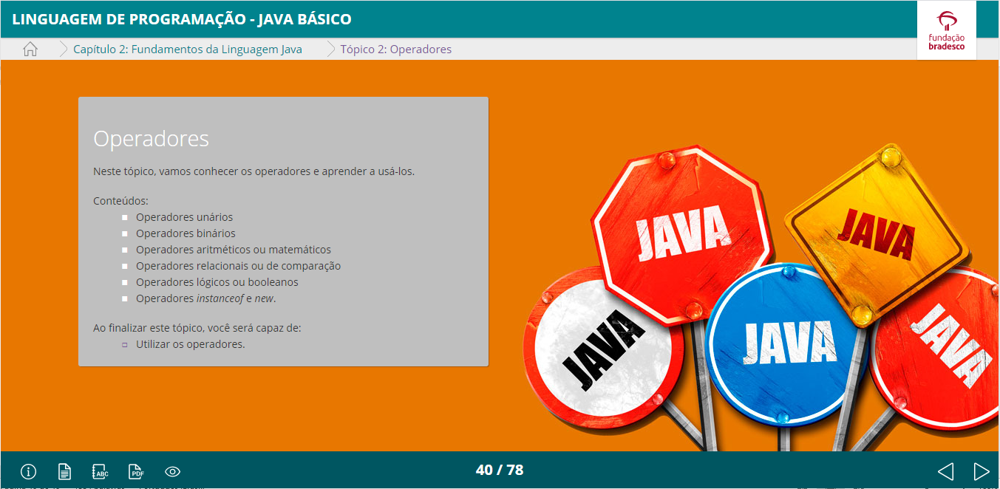 LINGUAGEM DE PROGRAMAÇÃO - JAVA BÁSICO
fundação
bradesco
Capítulo 2: Fundamentos da Linguagem Java
Tópico 2: Operadores
Operadores
Neste tópico, vamos conhecer os operadores e aprender a usá-los.
Conteúdos:
Operadores unários
Operadores binários
Operadores aritméticos ou matemáticos
Operadores relacionais ou de comparação
Operadores lógicos ou booleanos
Operadores instanceof e new.
Ao finalizar este tópico, você será capaz de:
Utilizar os operadores.
JAVA
JAVA
JAVA
JAVA
JAVA
ABC
PDF
40 / 78